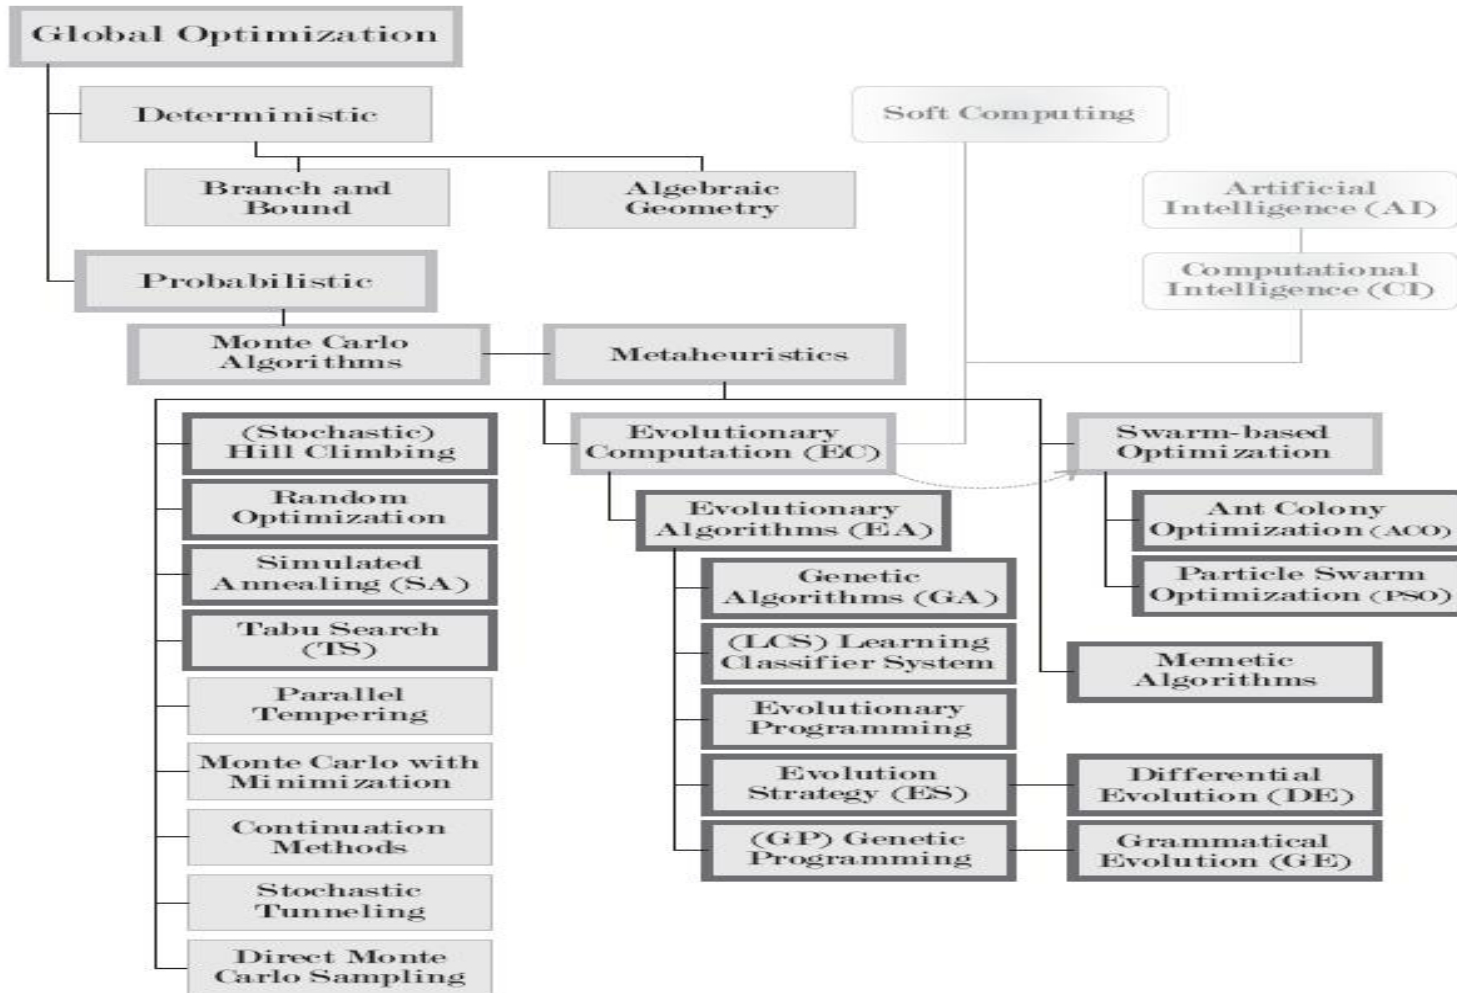 Global Optimization
Deterministic
Soft Computing
Branch and
Bound
Algebraic
Geometry
Artificial
Intelligence (AI)
Probabilistic
Computational
Intelligence (CI)
Monte Carlo
Algorithms
Metaheuristics
(Stochastic)
Hill Climbing
Random
Optimization
Simulated
Annealing (SA)
Tabu Search
(TS)
Parallel
Tempering
Monte Carlo with
Minimization
Continuation
Methods
Stochastic
Tunneling
Direct Monte
Carlo Sampling
Evolutionary
Computation (EC)
Evolutionary
Algorithms (EA)
Genetic
Algorithms (GA)
(LCS) Learning
Classifier System
Evolutionary
Programming
Evolution
Strategy (ES)
(GP) Genetic
Programming
Differential
Evolution (DE)
Grammatical
Evolution (GE)
Swarm-based
Optimization
Ant Colony
Optimization (ACO)
Particle Swarm
Optimization (PSO)
Memetic
Algorithms